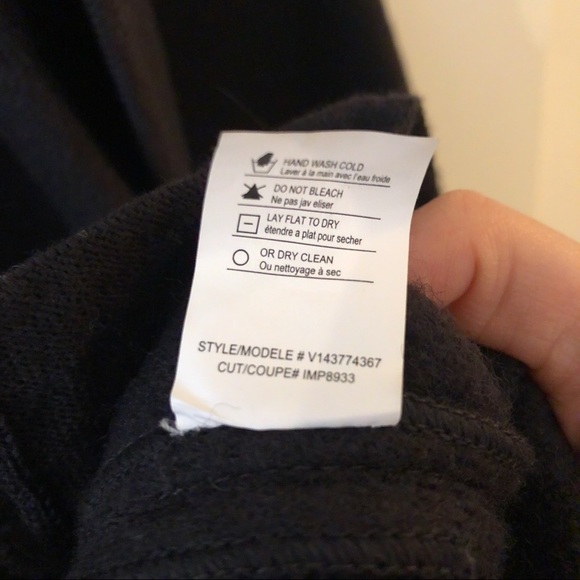 HAND WASH COLD
Laver à la main avec l'eau froide
DO NOT BLEACH
Ne pas jav eliser
LAY FLAT TO DRY
étendre a plat pour secher
OR DRY CLEAN
Ou nettoyage à sec
STYLE/MODELE # V143774367
CUT/COUPE# IMP8933